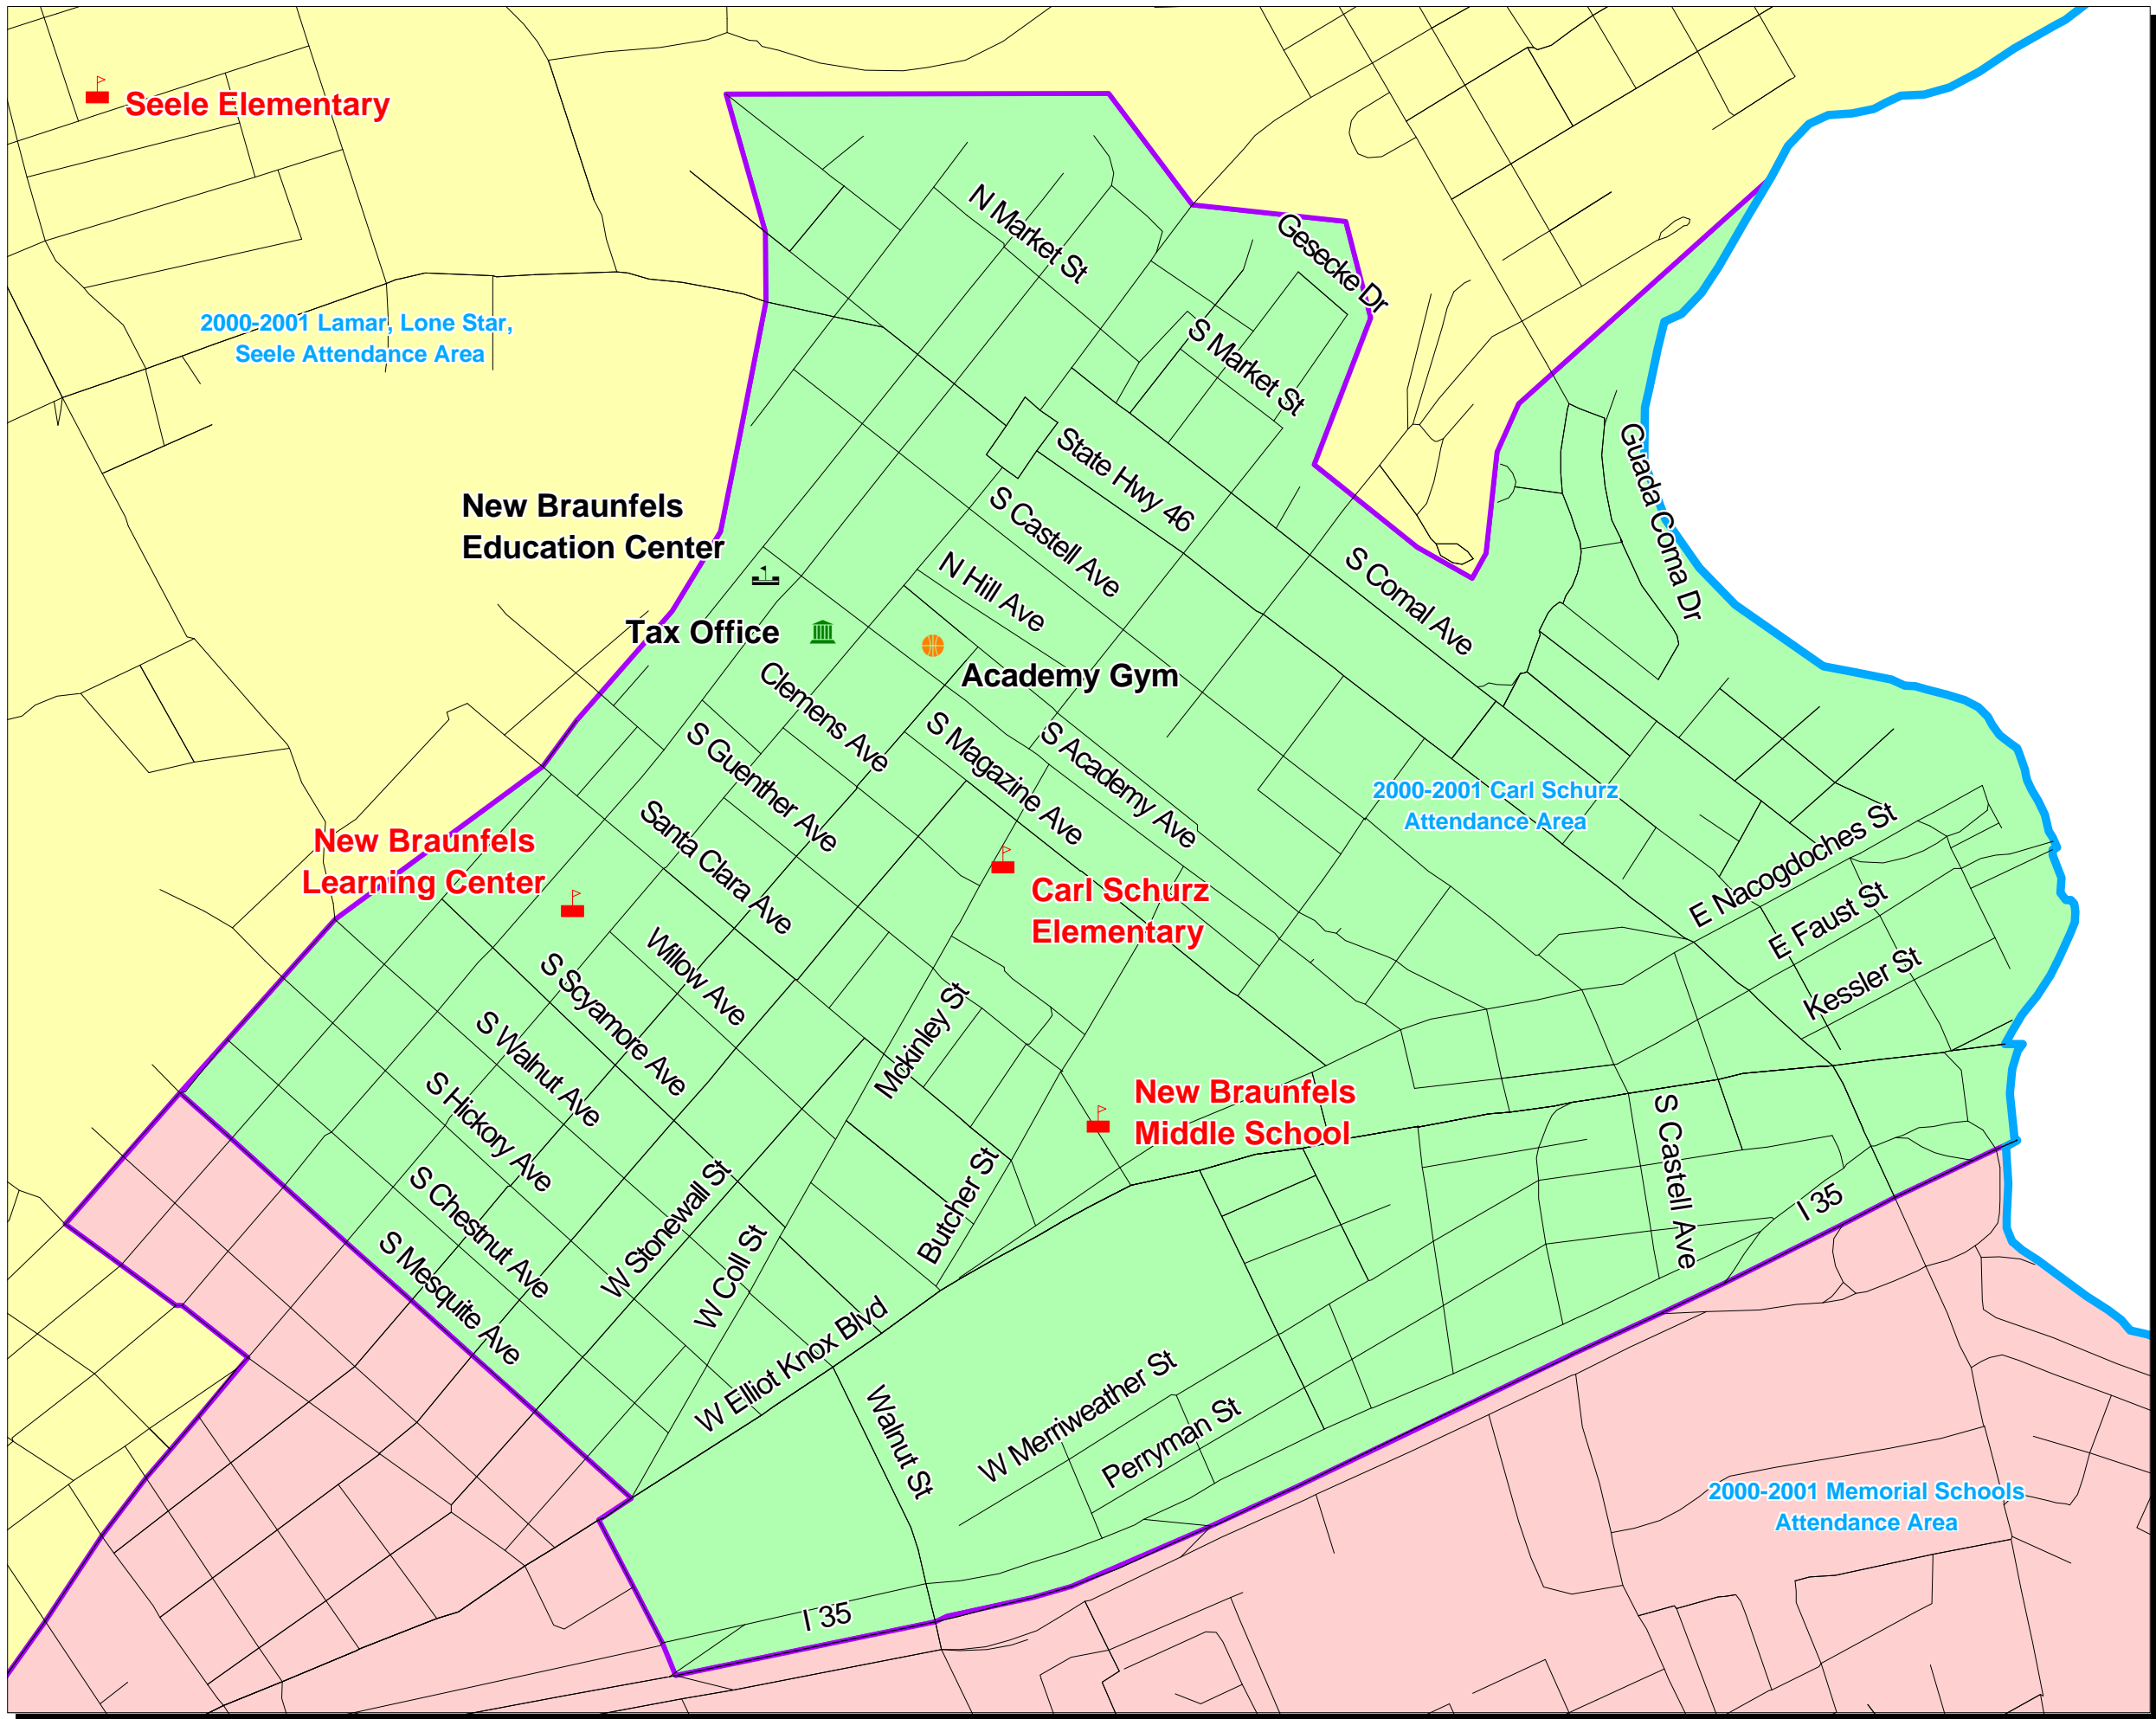 Seele Elementary
N Market St
Gesecke Dr
2000-2001 Lamar, Lone Star,
Seele Attendance Area
S Market St
State Hwy 46
Guada Coma Dr
New Braunfels
Education Center
S Castell Ave
N Hill Ave
S Comal Ave
Tax Office
Academy Gym
Clemens Ave
S Guenther Ave
S Magazine Ave
S Academy Ave
2000-2001 Carl Schurz
Attendance Area
Santa Clara Ave
New Braunfels
Learning Center
Carl Schurz
Elementary
E Nacogdoches St
E Faust St
Kessler St
Willow Ave
S Scyamore Ave
S Walnut Ave
Mckinley St
S Hickory Ave
New Braunfels
Middle School
S Castell Ave
S Chestnut Ave
S Mesquite Ave
W Stonewall St
W Coll St
Butcher St
I 35
W Elliot Knox Blvd
Walnut St
W Merriweather St
Perryman St
2000-2001 Memorial Schools
Attendance Area
I 35